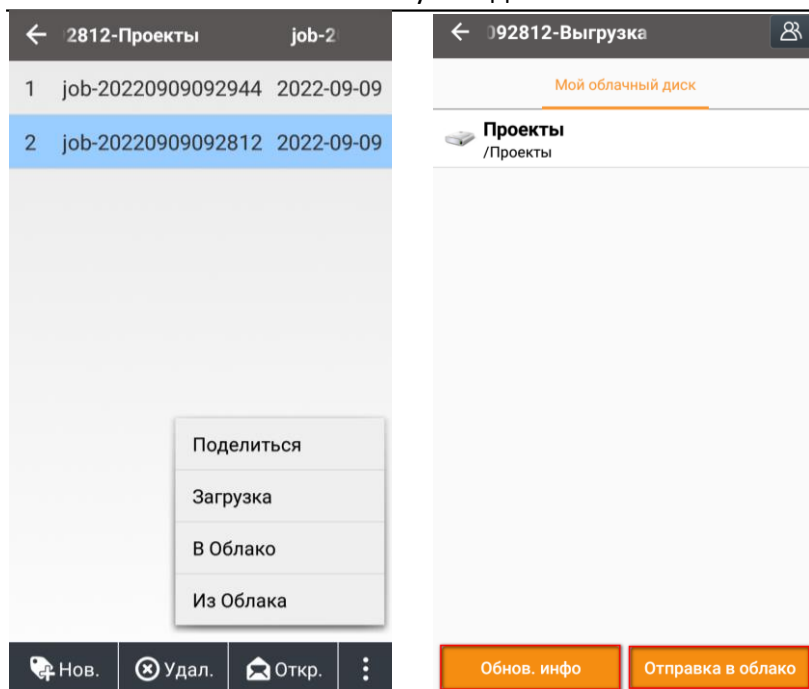 2812-Проекты job-2
1 job-20220909092944 2022-09-09
2 job-20220909092812 2022-09-09
Поделиться
Загрузка
В Облако
Из Облака
Нов. Удал. Откр.
092812-Выгрузка
Мой облачный диск
Проекты
/Проекты
Обнов. инфо Отправка в облако